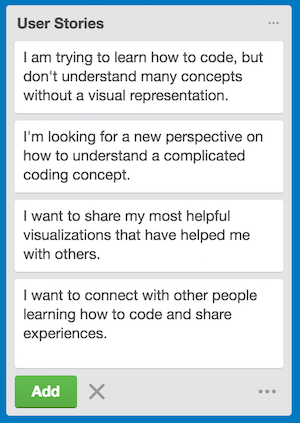 User Stories
I am trying to learn how to code, but
don't understand many concepts
without a visual representation.
I'm looking for a new perspective on
how to understand a complicated
coding concept.
I want to share my most helpful
visualizations that have helped me
with others.
I want to connect with other people
learning how to code and share
experiences.
Add